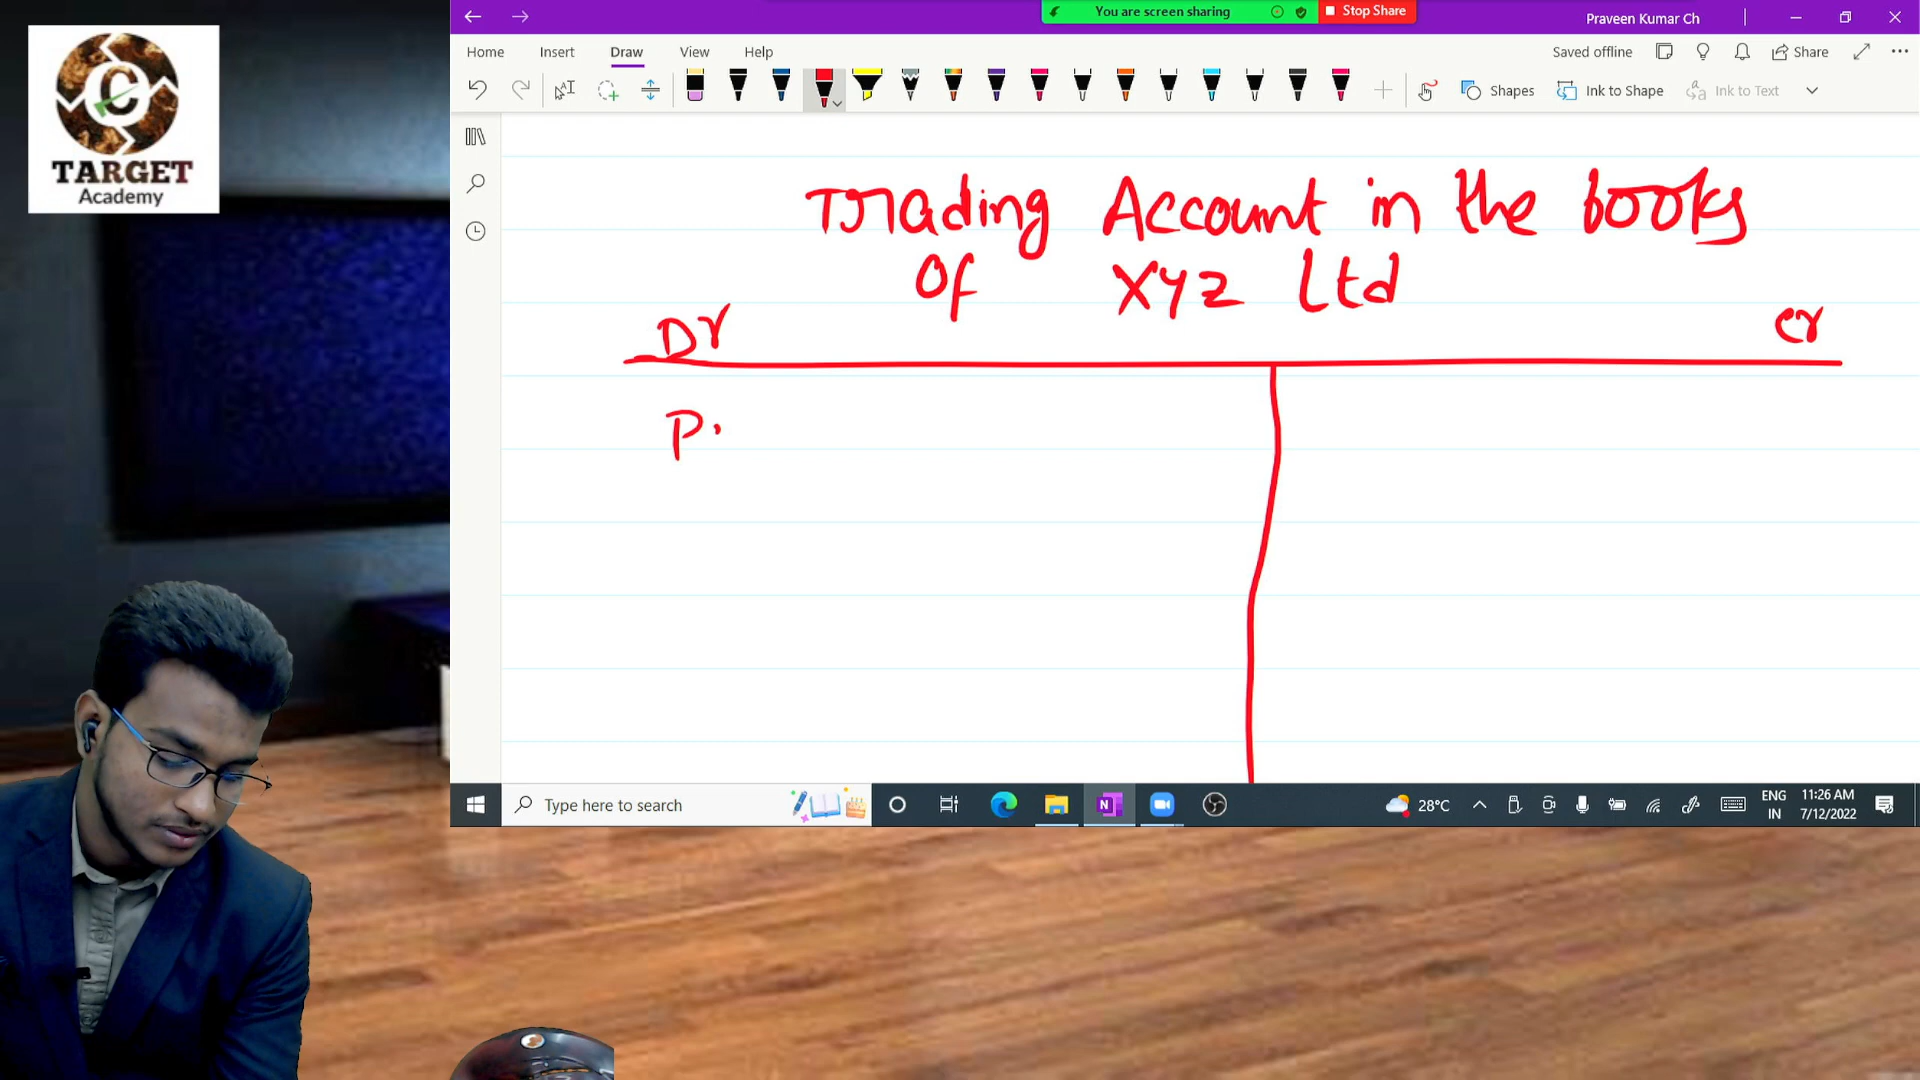 You are screen sharing
Stop Share
Praveen Kumar Ch
Home Insert Draw View Help
Saved offline
Share
Shapes
Ink to Shape
Ink to Text
TARGET
Academy
Trading Account in the books
Of XYZ Ltd
Dr Cr
P.
Type here to search
28°C
ENG
IN
11:26 AM
7/12/2022